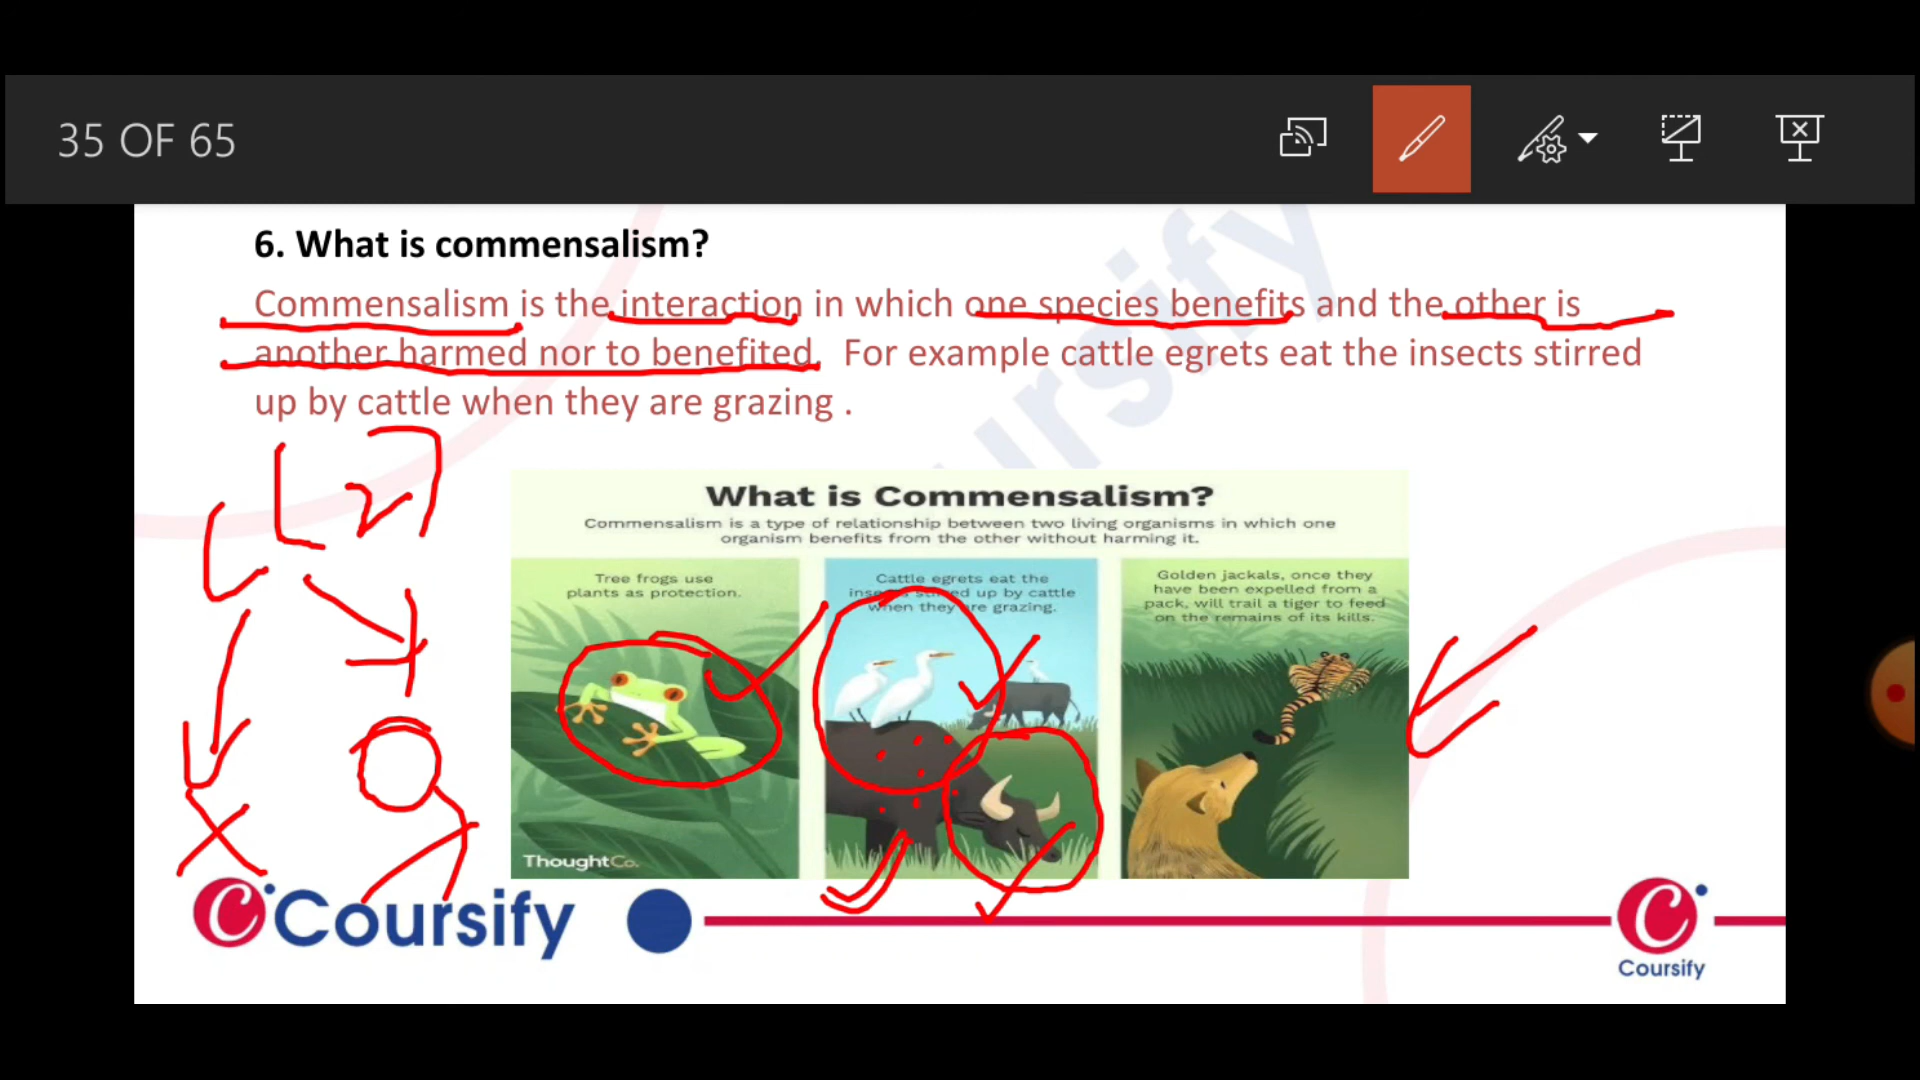 35 OF 65
6. What is commensalism?
Commensalism is the interaction in which one species benefits and the other is
another harmed nor to benefited. For example cattle egrets eat the insects stirred
up by cattle when they are grazing .
What is Commensalism?
Commensalism is a type of relationship between two living organisms in which one
organism benefits from the other without harming it.
Tree frogs use
plants as protection.
Cattle egrets eat the
insects stirred up by cattle
when they are grazing.
Golden jackals, once they
have been expelled from a
pack, will trail a tiger to feed
on the remains of its kills.
ThoughtCo.
Coursify
Coursify